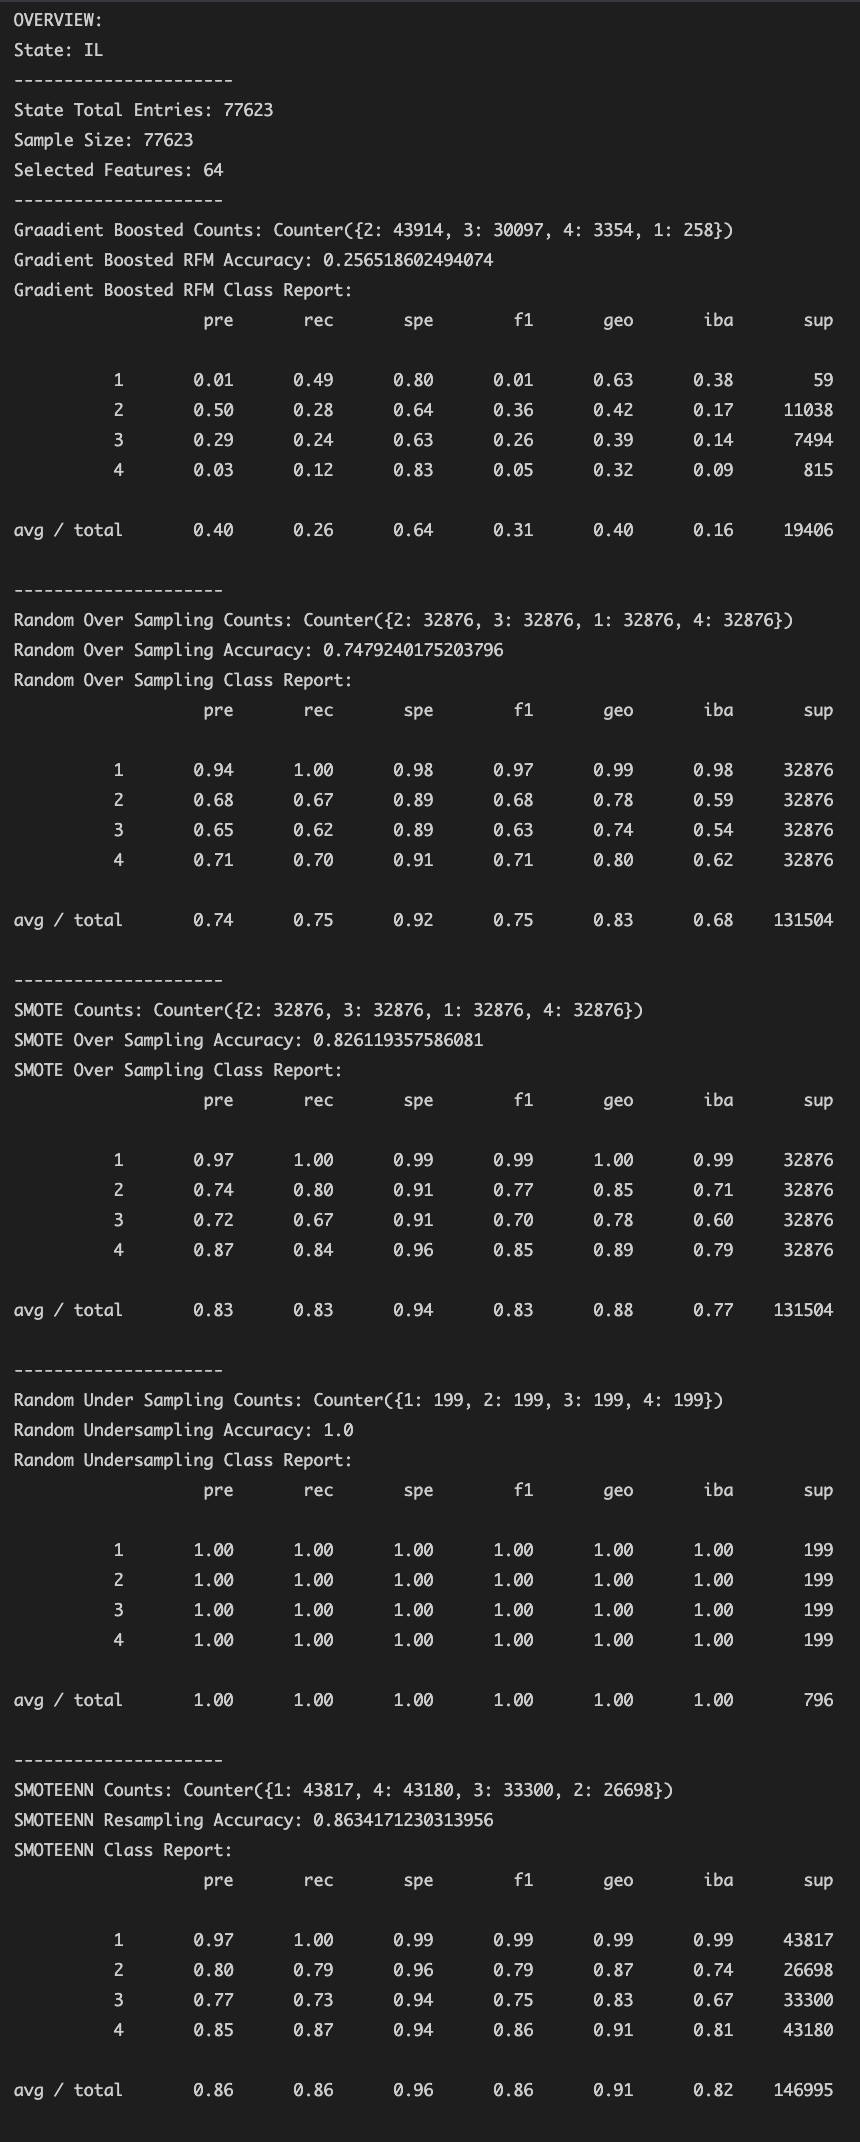 OVERVIEW:
State: IL
----------------------
State Total Entries: 77623
Sample Size: 77623
Selected Features: 64
---------------------
Graadient Boosted Counts: Counter({2: 43914, 3: 30097, 4: 3354, 1: 258})
Gradient Boosted RFM Accuracy: 0.256518602494074
Gradient Boosted RFM Class Report:
pre rec spe f1 geo iba sup
1 0.01 0.49 0.80 0.01 0.63 0.38 59
2 0.50 0.28 0.64 0.36 0.42 0.17 11038
3 0.29 0.24 0.63 0.26 0.39 0.14 7494
4 0.03 0.12 0.83 0.05 0.32 0.09 815
avg / total 0.40 0.26 0.64 0.31 0.40 0.16 19406
---------------------
Random Over Sampling Counts: Counter({2: 32876, 3: 32876, 1: 32876, 4: 32876})
Random Over Sampling Accuracy: 0.7479240175203796
Random Over Sampling Class Report:
pre rec spe f1 geo iba sup
1 0.94 1.00 0.98 0.97 0.99 0.98 32876
2 0.68 0.67 0.89 0.68 0.78 0.59 32876
3 0.65 0.62 0.89 0.63 0.74 0.54 32876
4 0.71 0.70 0.91 0.71 0.80 0.62 32876
avg / total 0.74 0.75 0.92 0.75 0.83 0.68 131504
---------------------
SMOTE Counts: Counter({2: 32876, 3: 32876, 1: 32876, 4: 32876})
SMOTE Over Sampling Accuracy: 0.826119357586081
SMOTE Over Sampling Class Report:
pre rec spe f1 geo iba sup
1 0.97 1.00 0.99 0.99 1.00 0.99 32876
2 0.74 0.80 0.91 0.77 0.85 0.71 32876
3 0.72 0.67 0.91 0.70 0.78 0.60 32876
4 0.87 0.84 0.96 0.85 0.89 0.79 32876
avg / total 0.83 0.83 0.94 0.83 0.88 0.77 131504
---------------------
Random Under Sampling Counts: Counter({1: 199, 2: 199, 3: 199, 4: 199})
Random Undersampling Accuracy: 1.0
Random Undersampling Class Report:
pre rec spe f1 geo iba sup
1 1.00 1.00 1.00 1.00 1.00 1.00 199
2 1.00 1.00 1.00 1.00 1.00 1.00 199
3 1.00 1.00 1.00 1.00 1.00 1.00 199
4 1.00 1.00 1.00 1.00 1.00 1.00 199
avg / total 1.00 1.00 1.00 1.00 1.00 1.00 796
---------------------
SMOTEENN Counts: Counter({1: 43817, 4: 43180, 3: 33300, 2: 26698})
SMOTEENN Resampling Accuracy: 0.8634171230313956
SMOTEENN Class Report:
pre rec spe f1 geo iba sup
1 0.97 1.00 0.99 0.99 0.99 0.99 43817
2 0.80 0.79 0.96 0.79 0.87 0.74 26698
3 0.77 0.73 0.94 0.75 0.83 0.67 33300
4 0.85 0.87 0.94 0.86 0.91 0.81 43180
avg / total 0.86 0.86 0.96 0.86 0.91 0.82 146995